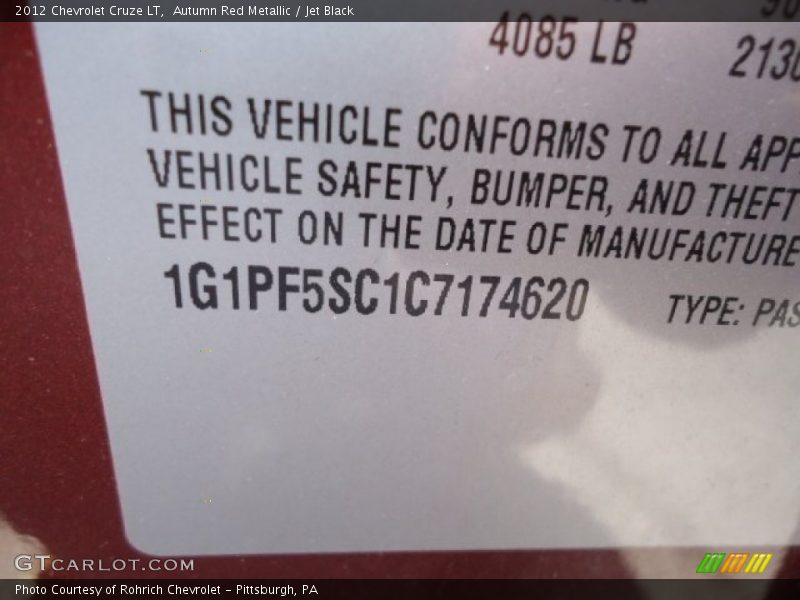 2012 Chevrolet Cruze LT,  Autumn Red Metallic / Jet Black
4085 LB 213
THIS VEHICLE CONFORMS TO ALL APP
VEHICLE SAFETY, BUMPER, AND THEFT
EFFECT ON THE DATE OF MANUFACTURE
1G1PF5SC1C7174620 TYPE: PAS
GTCARLOT.COM
Photo Courtesy of Rohrich Chevrolet – Pittsburgh, PA